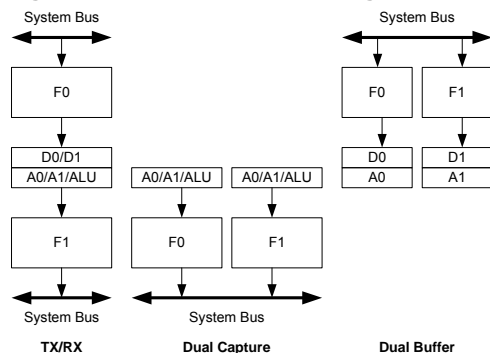 System Bus
System Bus
F0
F0
F1
D0/D1
D0
D1
A0/A1/ALU
A0/A1/ALU
A0/A1/ALU
A0
A1
F1
F0
F1
System Bus
System Bus
TX/RX
Dual Capture
Dual Buffer